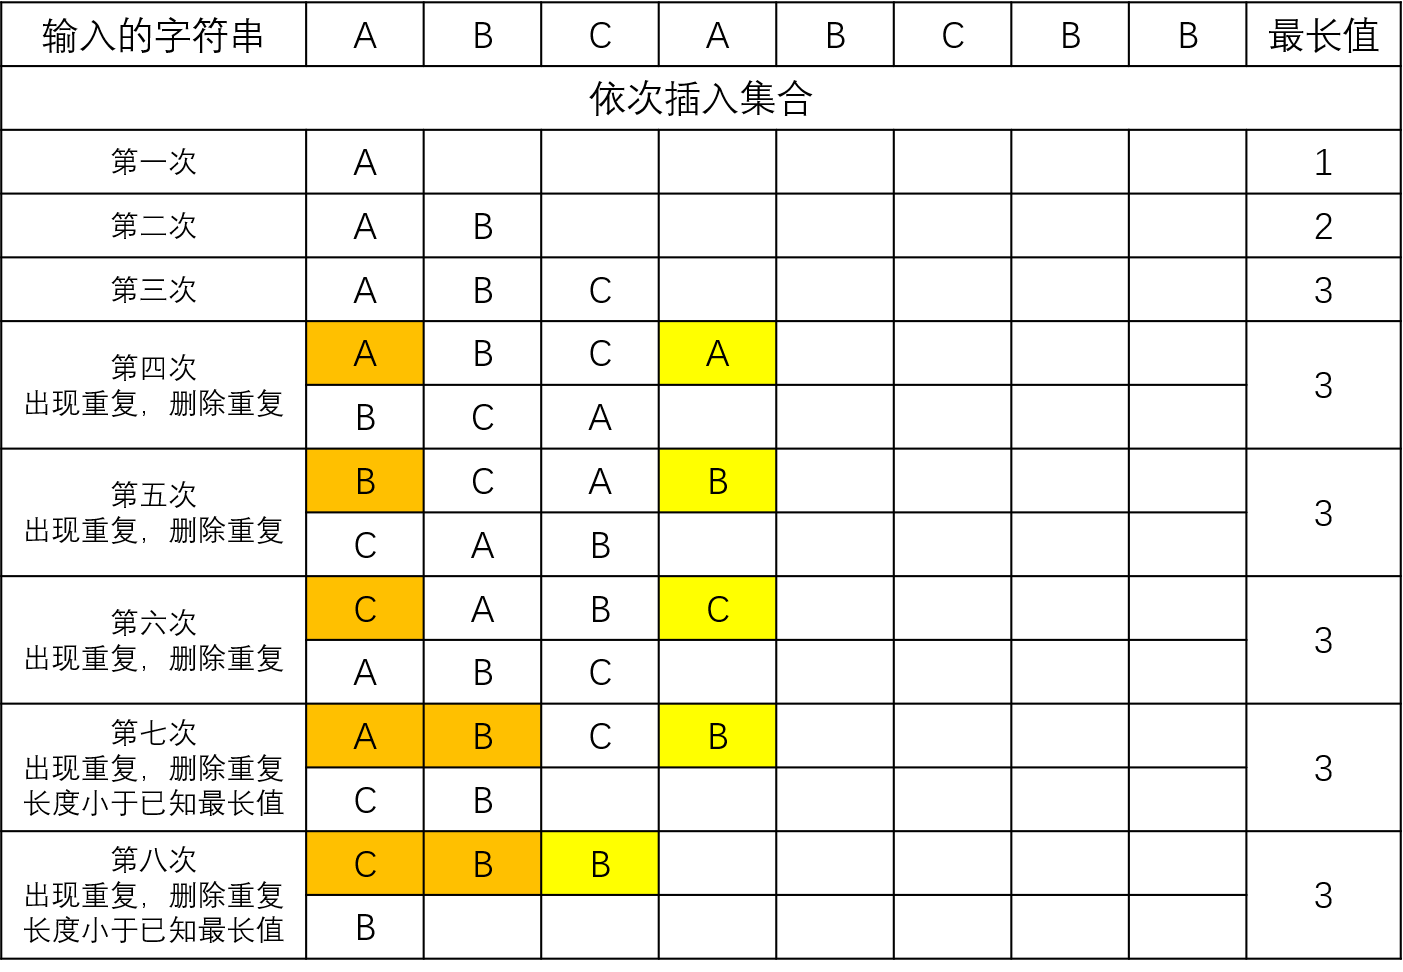 输入的字符串 A B C A B C B B 最长值
依次插入集合
第一次 A 1
第二次 A B 2
第三次 A B C 3
第四次
出现重复，删除重复
A B C A
B C A
3
第五次
出现重复，删除重复
B C A B
C A B
3
第六次
出现重复，删除重复
C A B C
A B C
3
第七次
出现重复，删除重复
长度小于已知最长值
A B C B
C B
3
第八次
出现重复，删除重复
长度小于已知最长值
C B B
B
3